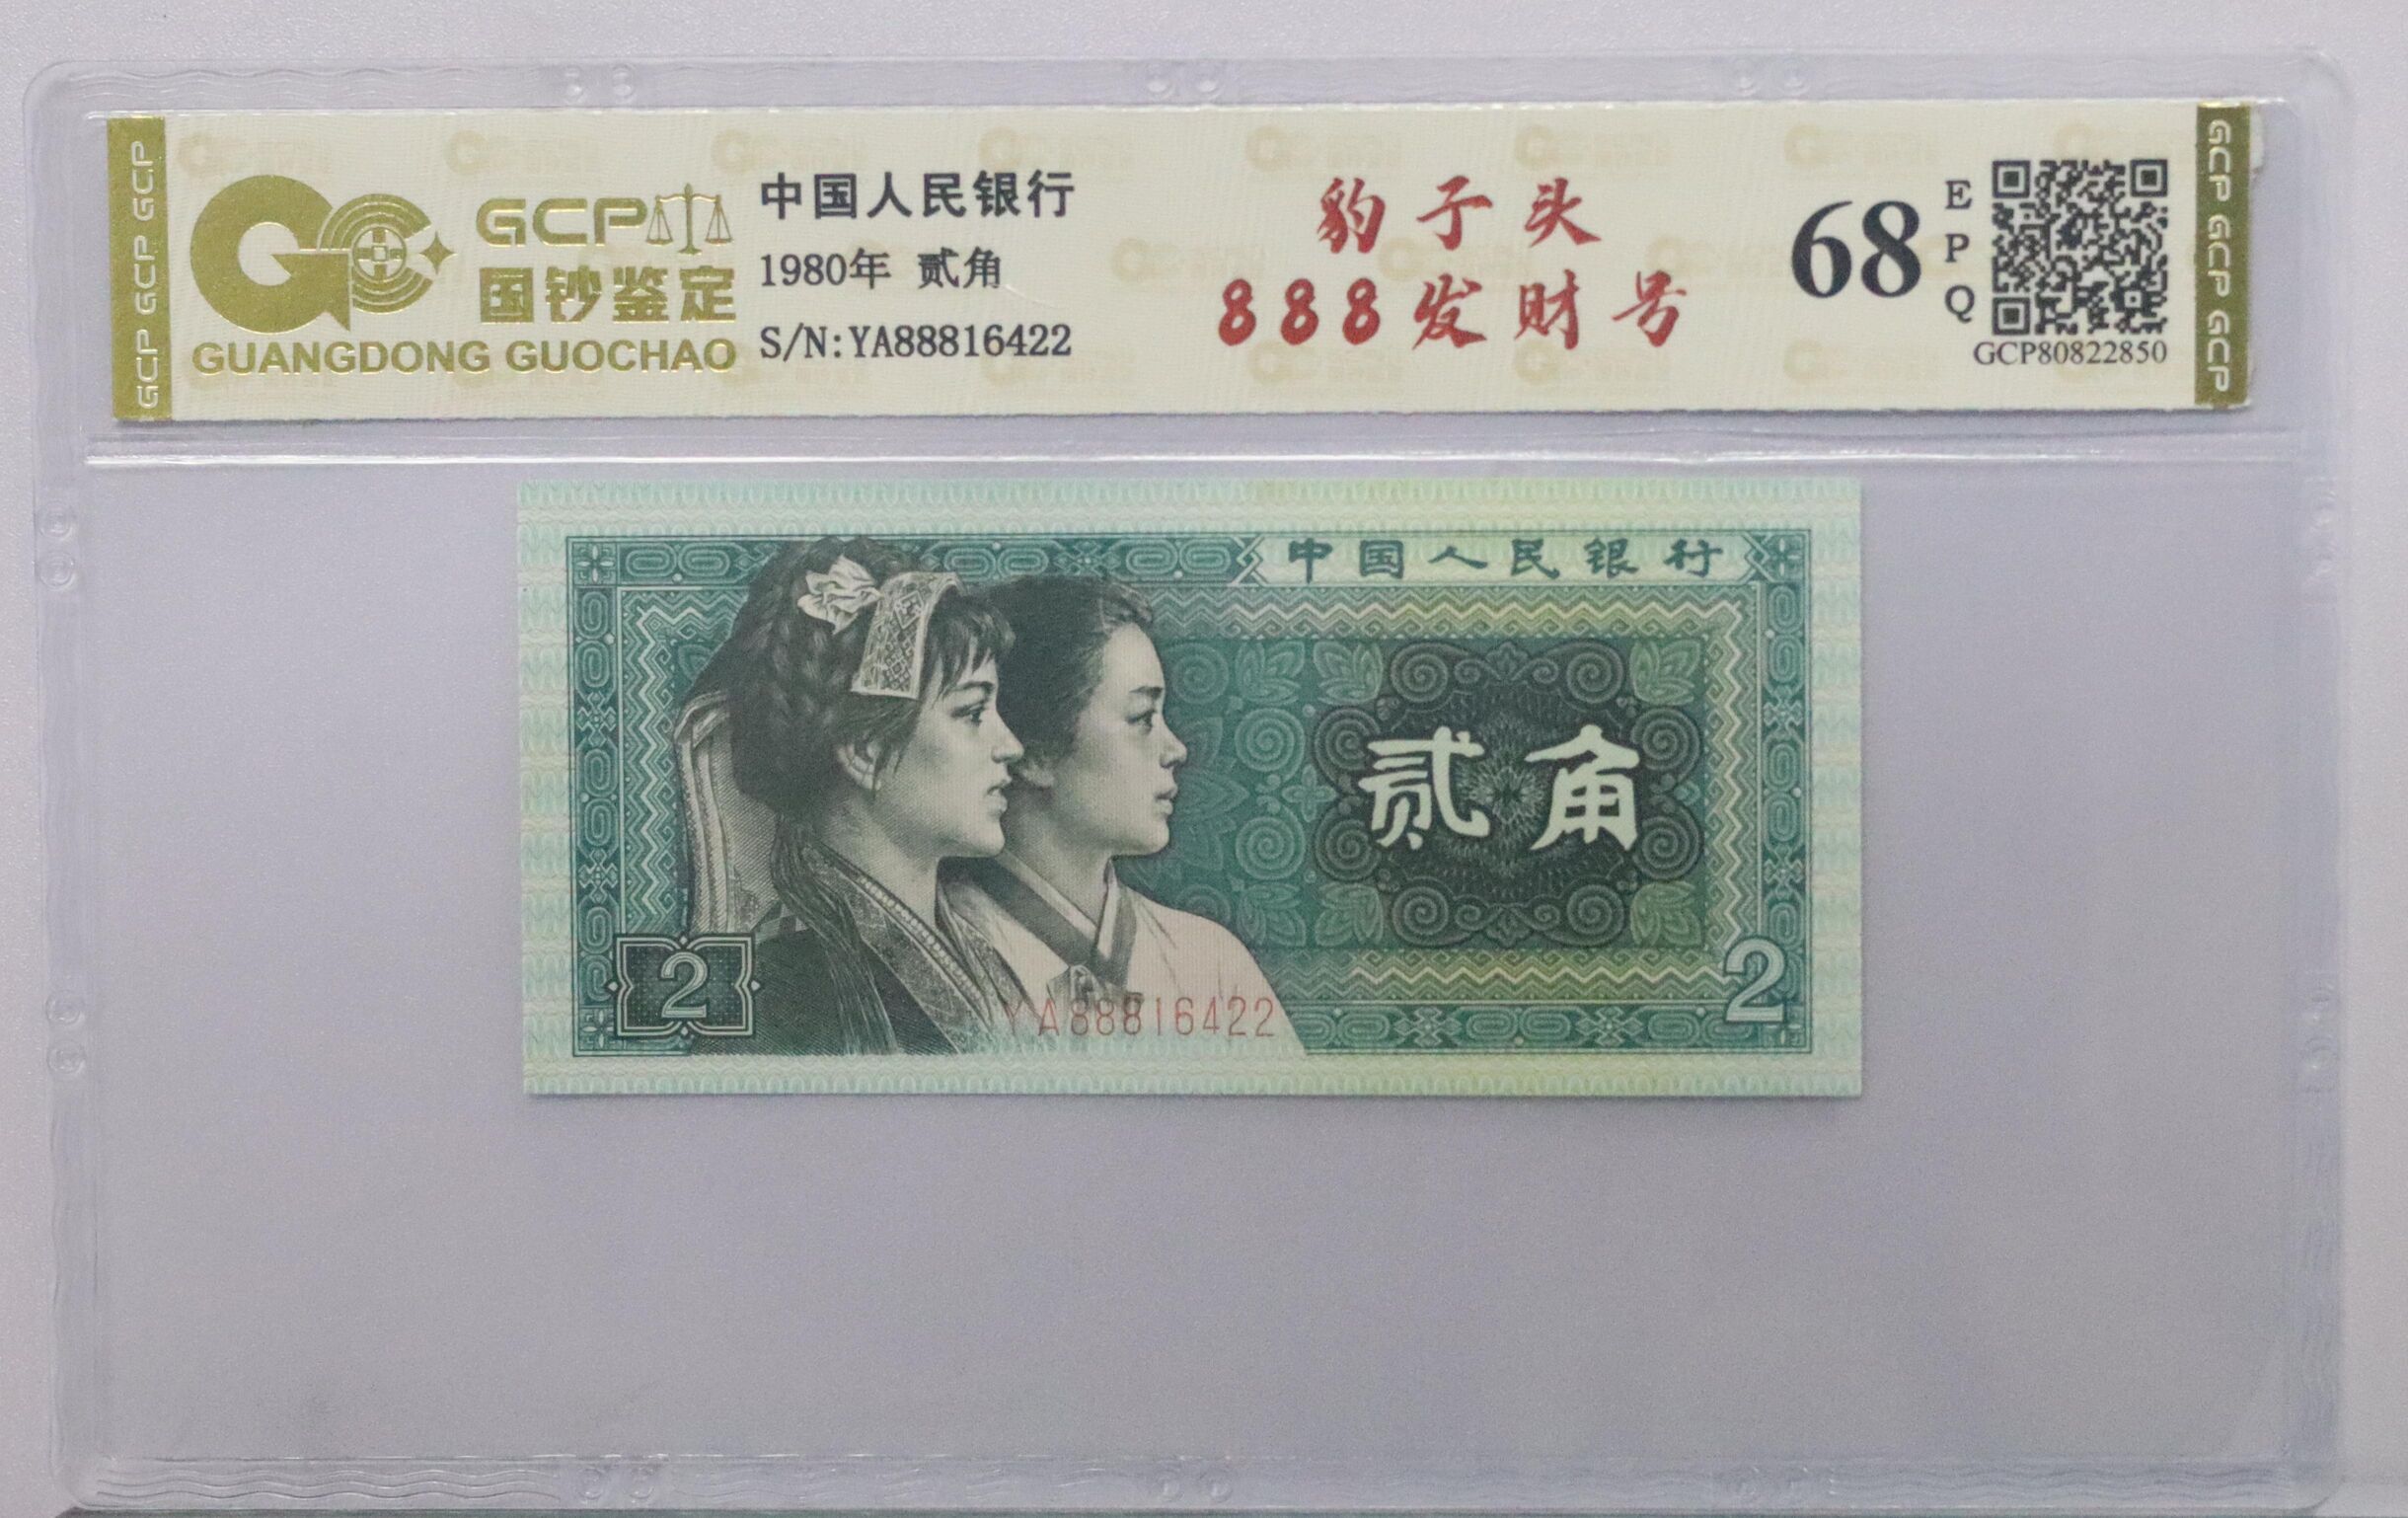 GCP GCP GCP
GCP
国钞鉴定
GUANGDONG GUOCHAO
中国人民银行
1980年 贰角
S/N:YA88816422
豹子头
888发财号
68
EPQ
GCP80822850
GCP GCP GCP
中国人民银行
贰角
2
YA88816422
2